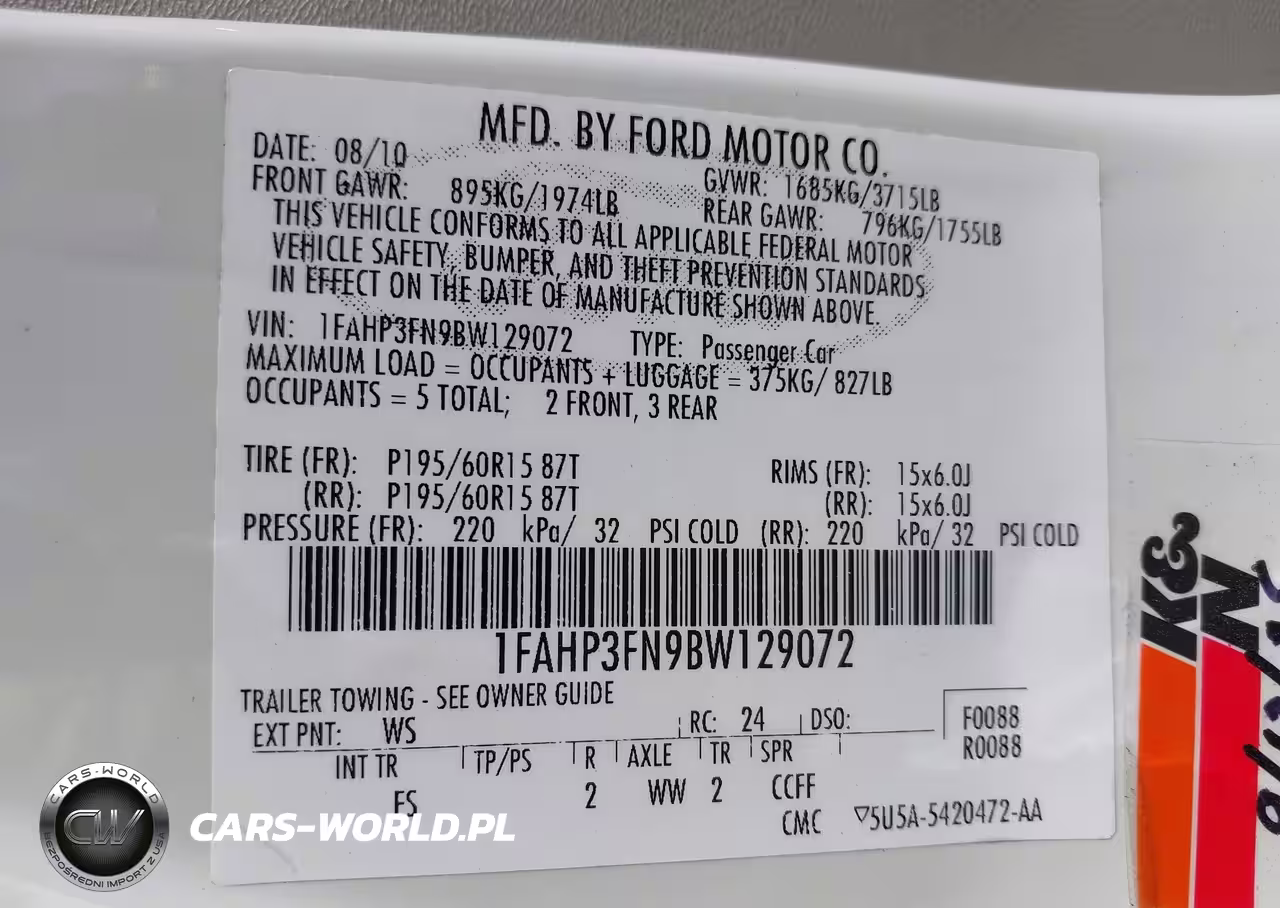 MFD. BY FORD MOTOR CO.
DATE: 08/10 GVWR: 1685KG/3715LB
FRONT GAWR: 895KG/1974LB REAR GAWR: 796KG/1755LB
THIS VEHICLE CONFORMS TO ALL APPLICABLE FEDERAL MOTOR
VEHICLE SAFETY, BUMPER, AND THEFT PREVENTION STANDARDS
IN EFFECT ON THE DATE OF MANUFACTURE SHOWN ABOVE.
VIN: 1FAHP3FN9BW129072 TYPE: Passenger Car
MAXIMUM LOAD = OCCUPANTS + LUGGAGE = 375KG/ 827LB
OCCUPANTS = 5 TOTAL; 2 FRONT, 3 REAR
TIRE (FR): P195/60R15 87T RIMS (FR): 15x6.0J
(RR): P195/60R15 87T (RR): 15x6.0J
PRESSURE (FR): 220 kPa/ 32 PSI COLD (RR): 220 kPa/ 32 PSI COLD
1FAHP3FN9BW129072
TRAILER TOWING - SEE OWNER GUIDE
EXT PNT: WS RC: 24 DSO: F0088
R0088
INT TR TP/PS R AXLE TR SPR
FS 2 WW 2 CCFF
CMC ▽5U5A-5420472-AA
K&N
CARS-WORLD
CW
BEZPOŚREDNI IMPORT Z USA
CARS-WORLD.PL